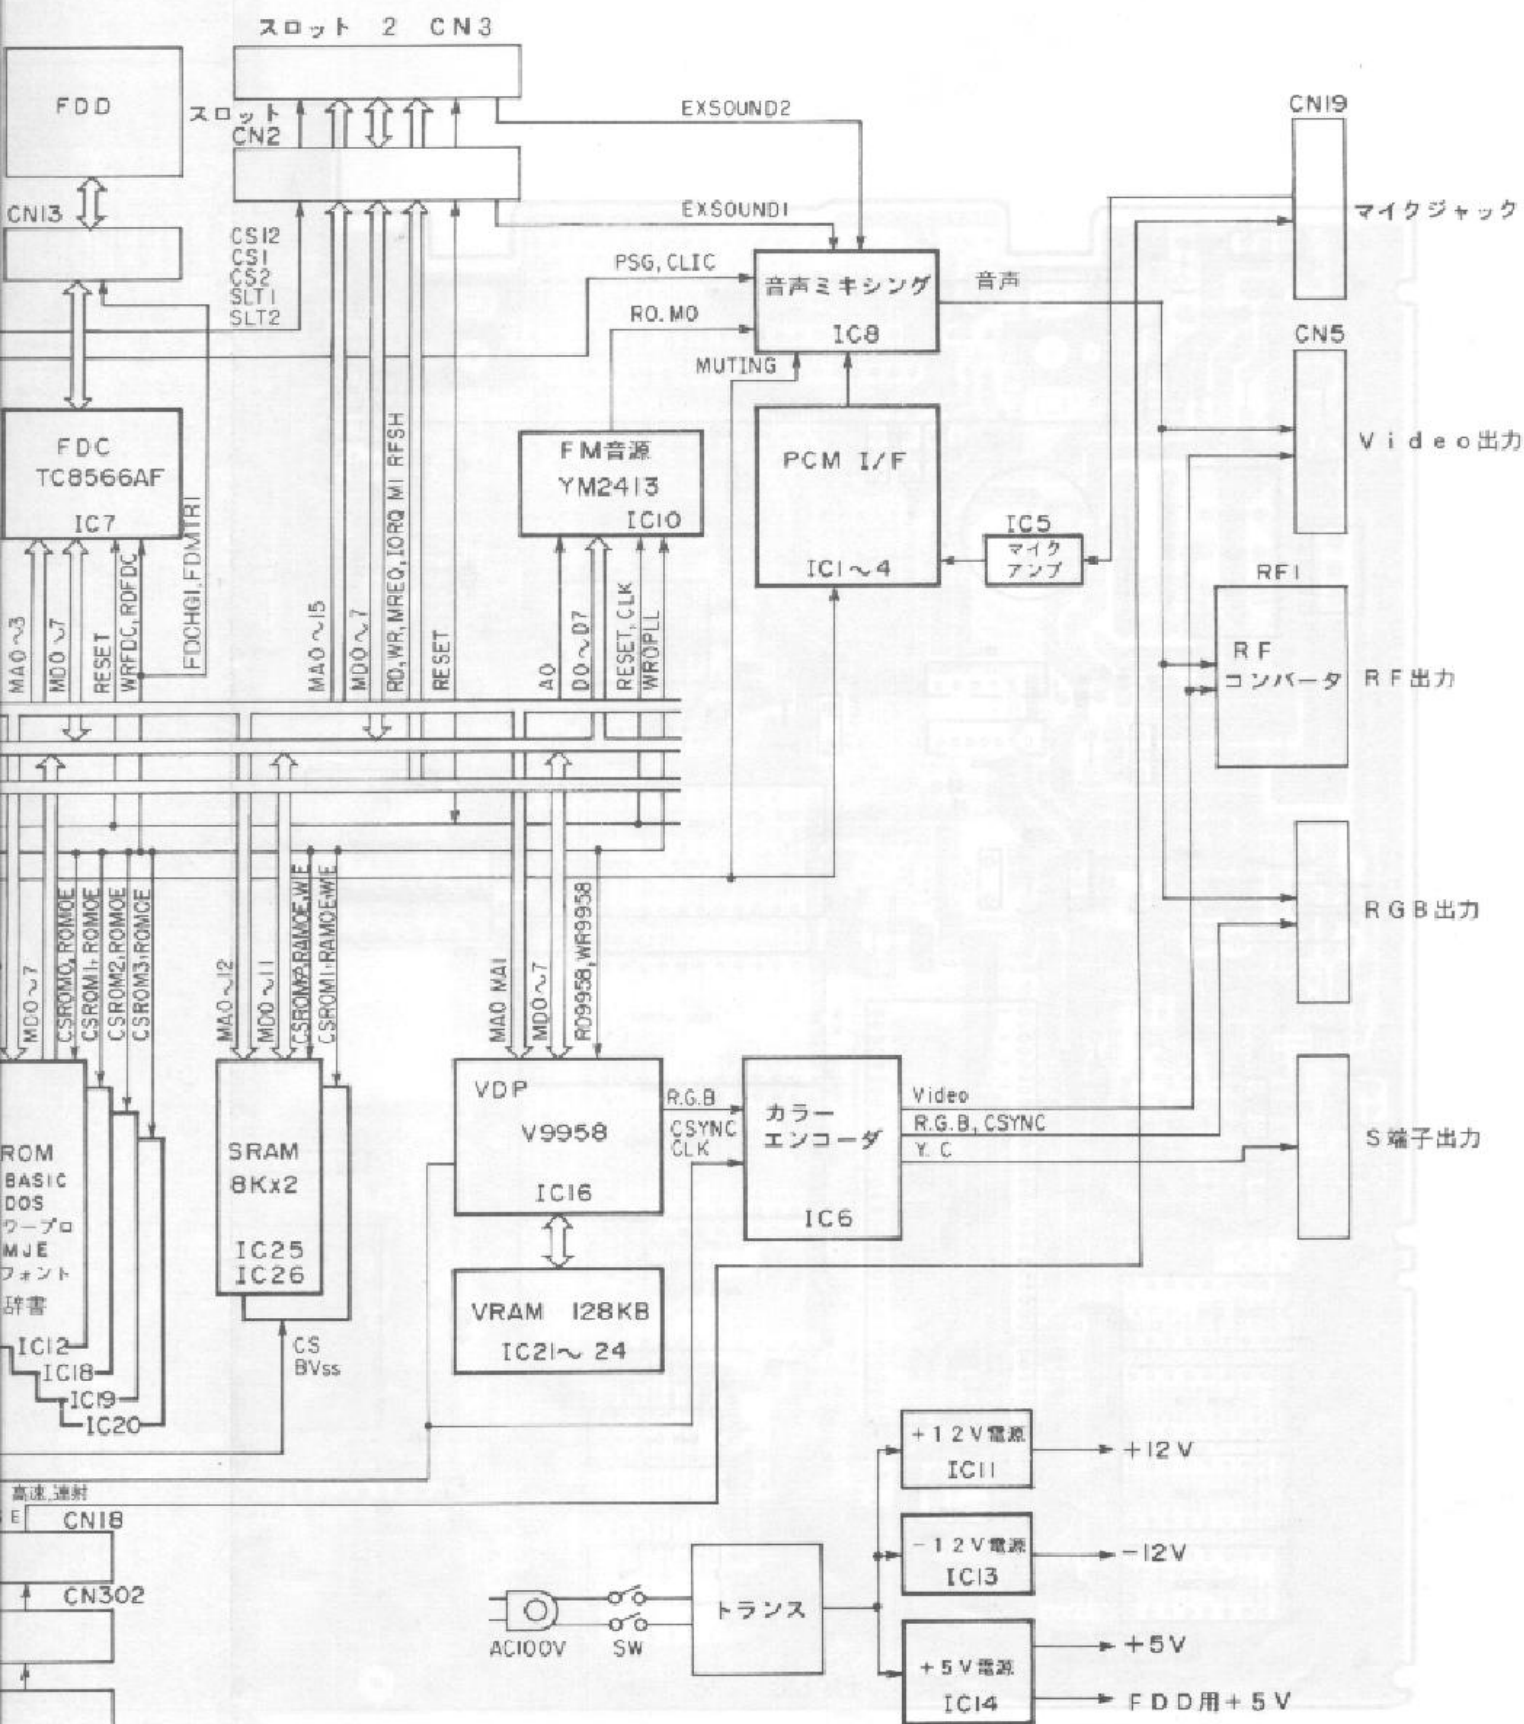 スロット 2 CN3
FDD
スロット
CN2
EXSOUND2
CN19
マイクジャック
CN13
EXSOUND1
CS12
CS1
CS2
SLT1
SLT2
PSG, CLIC
音声ミキシング
IC8
音声
RO. MO
MUTING
CN5
Video出力
FDC
TC8566AF
IC7
FM音源
YM2413
IC10
PCM I/F
IC1～4
IC5
マイク
アンプ
RF1
RF
コンバータ
RF出力
MA0～3
MD0～7
RESET
WRFDC, RDFDC
FDCHG1, FDMTR1
MA0～15
MD0～7
RD, WR, MREQ, IORQ M1 RFSH
RESET
A0
D0～D7
RESET, CLK
WROPLL
RGB出力
MD0～7
CSROM0, ROMOE
CSROM1, ROMOE
CSROM2, ROMOE
CSROM3, ROMOE
MA0～12
MD0～11
CSROM1, RAMOE, WE
MA0 MA1
MD0～7
RD9958, WR9958
ROM
BASIC
DOS
ワープロ
MJE
フォント
辞書
IC12
IC18
IC19
IC20
SRAM
8Kx2
IC25
IC26
CS
BVss
VDP
V9958
IC16
R.G.B
CSYNC
CLK
カラー
エンコーダ
IC6
Video
R.G.B, CSYNC
Y. C
S端子出力
VRAM 128KB
IC21～24
高速,連射
E
CN18
CN302
AC100V
SW
トランス
+12V電源
IC11
+12V
-12V電源
IC13
-12V
+5V電源
IC14
+5V
FDD用+5V